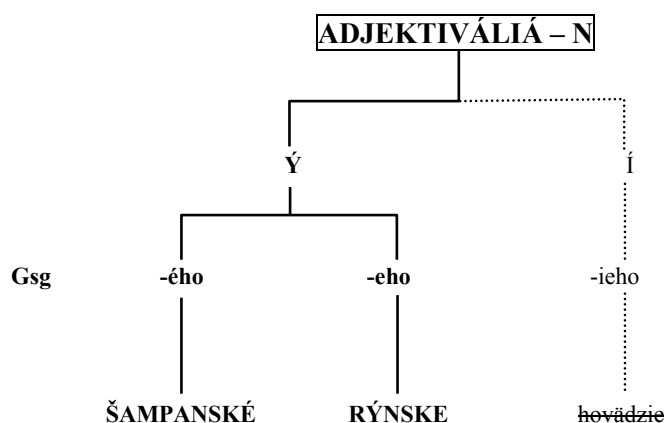 ADJEKTIVÁLIÁ – N
Ý Í
Gsg -ého -eho -ieho
ŠAMPANSKÉ RÝNSKE hovädzie